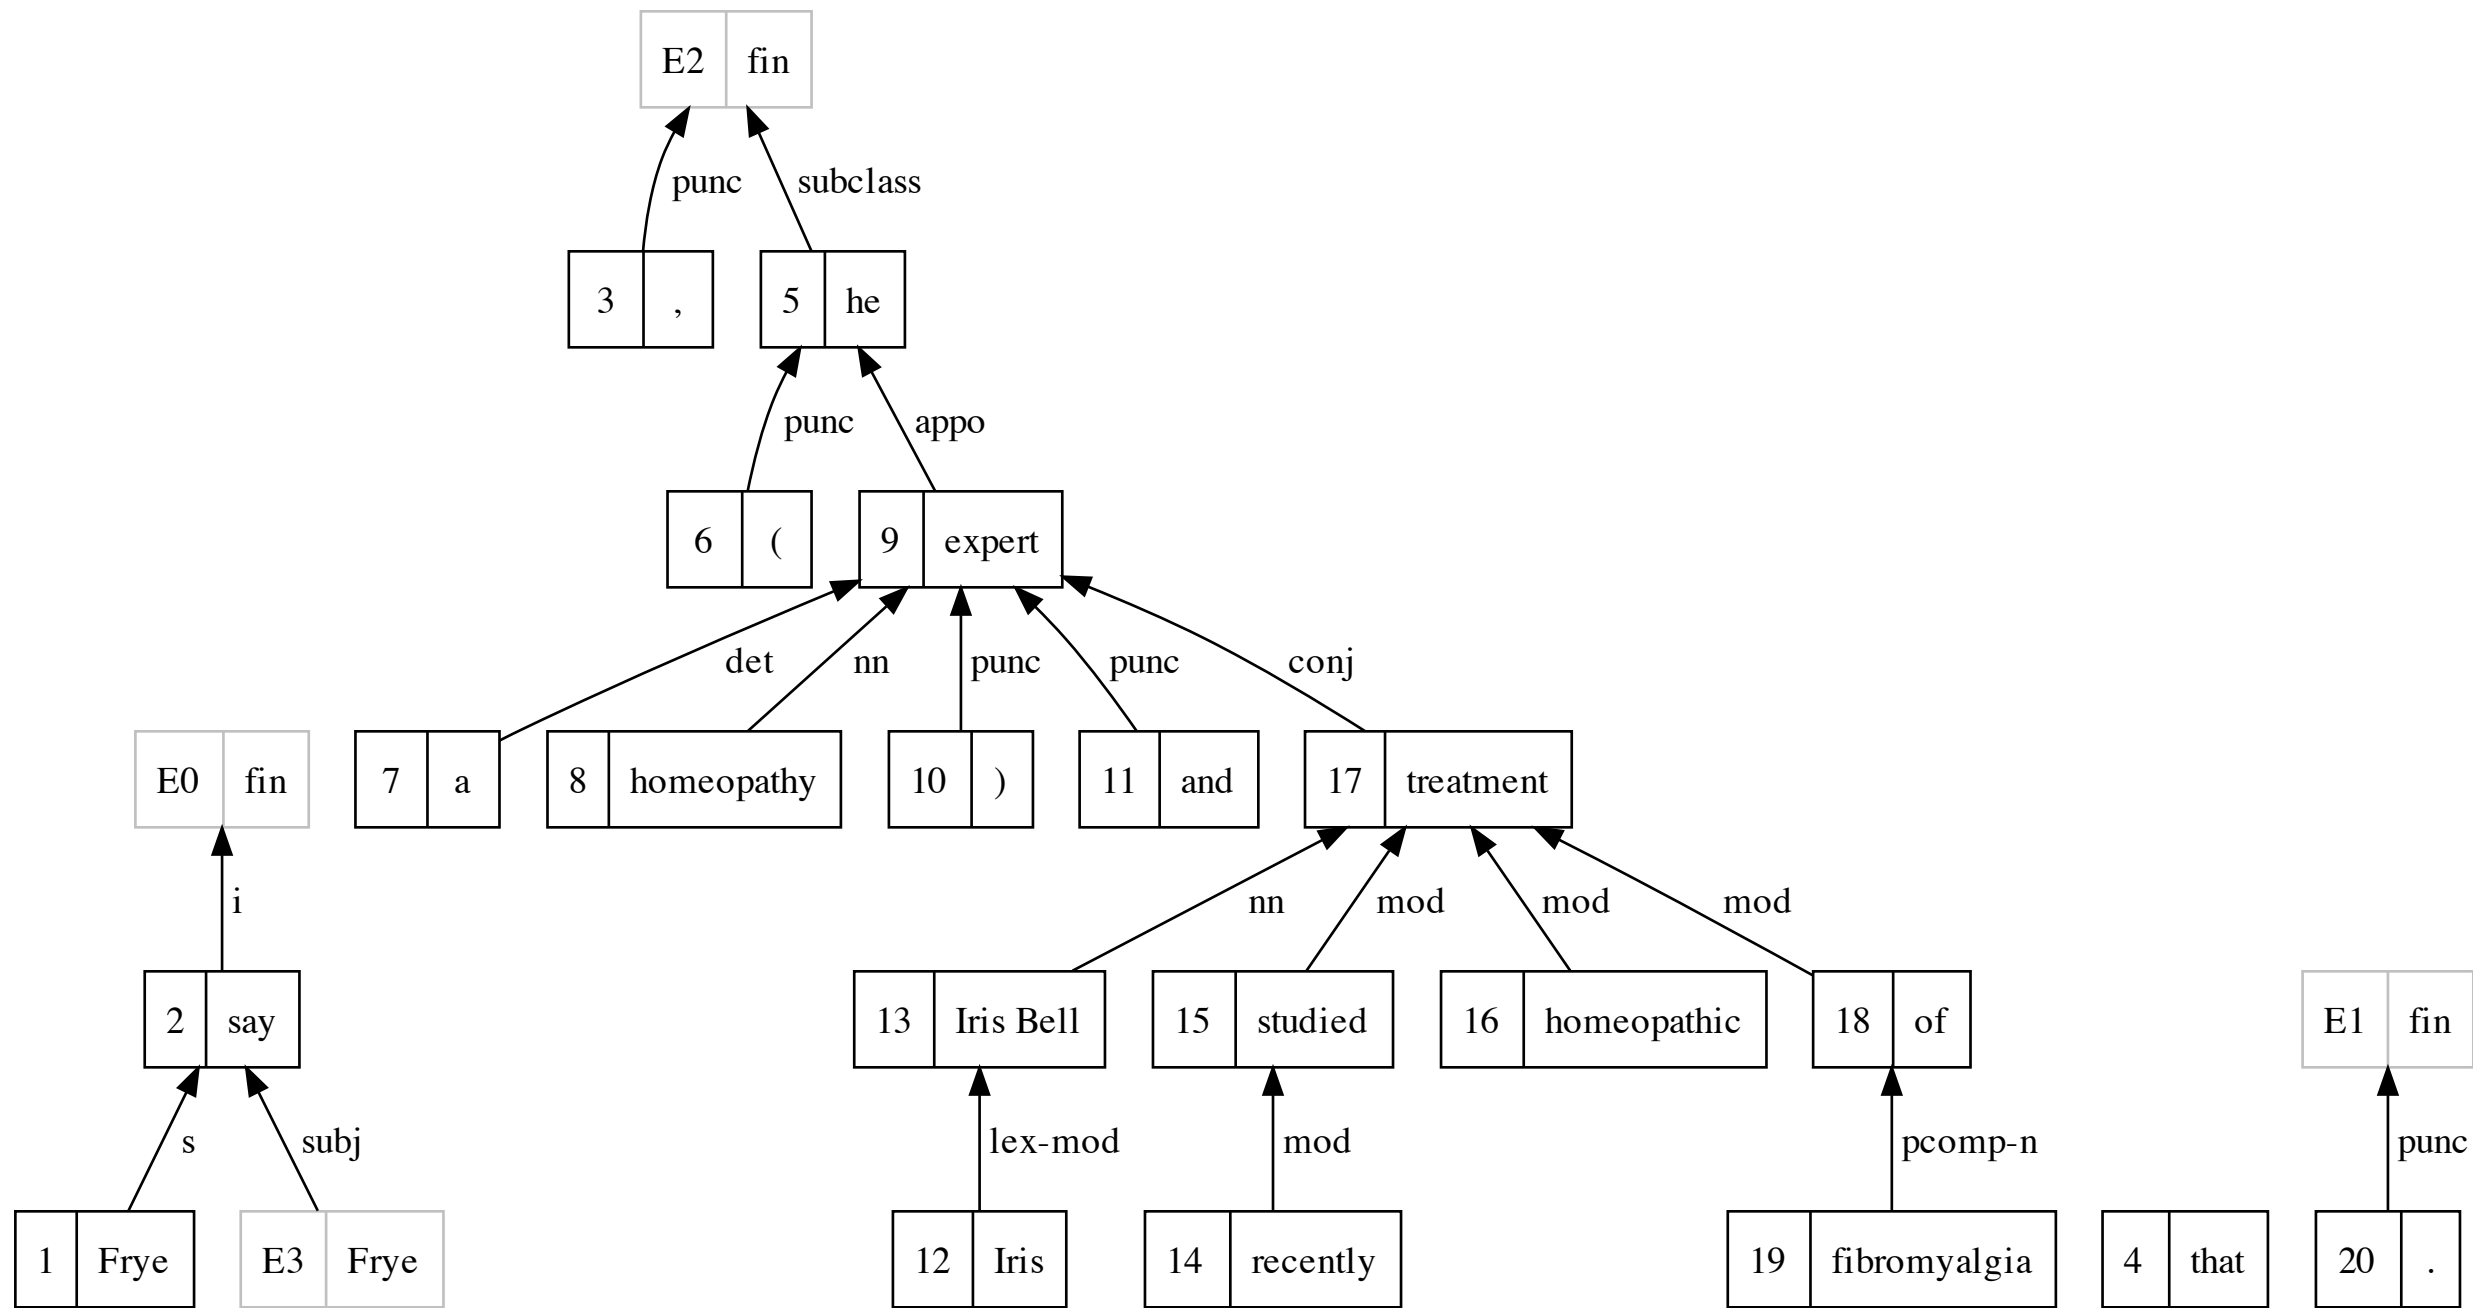 E2 fin
punc subclass
3 , 5 he
punc appo
6 ( 9 expert
det nn punc punc conj
E0 fin 7 a 8 homeopathy 10 ) 11 and 17 treatment
i nn mod mod mod
2 say 13 Iris Bell 15 studied 16 homeopathic 18 of E1 fin
s subj lex-mod mod pcomp-n punc
1 Frye E3 Frye 12 Iris 14 recently 19 fibromyalgia 4 that 20 .